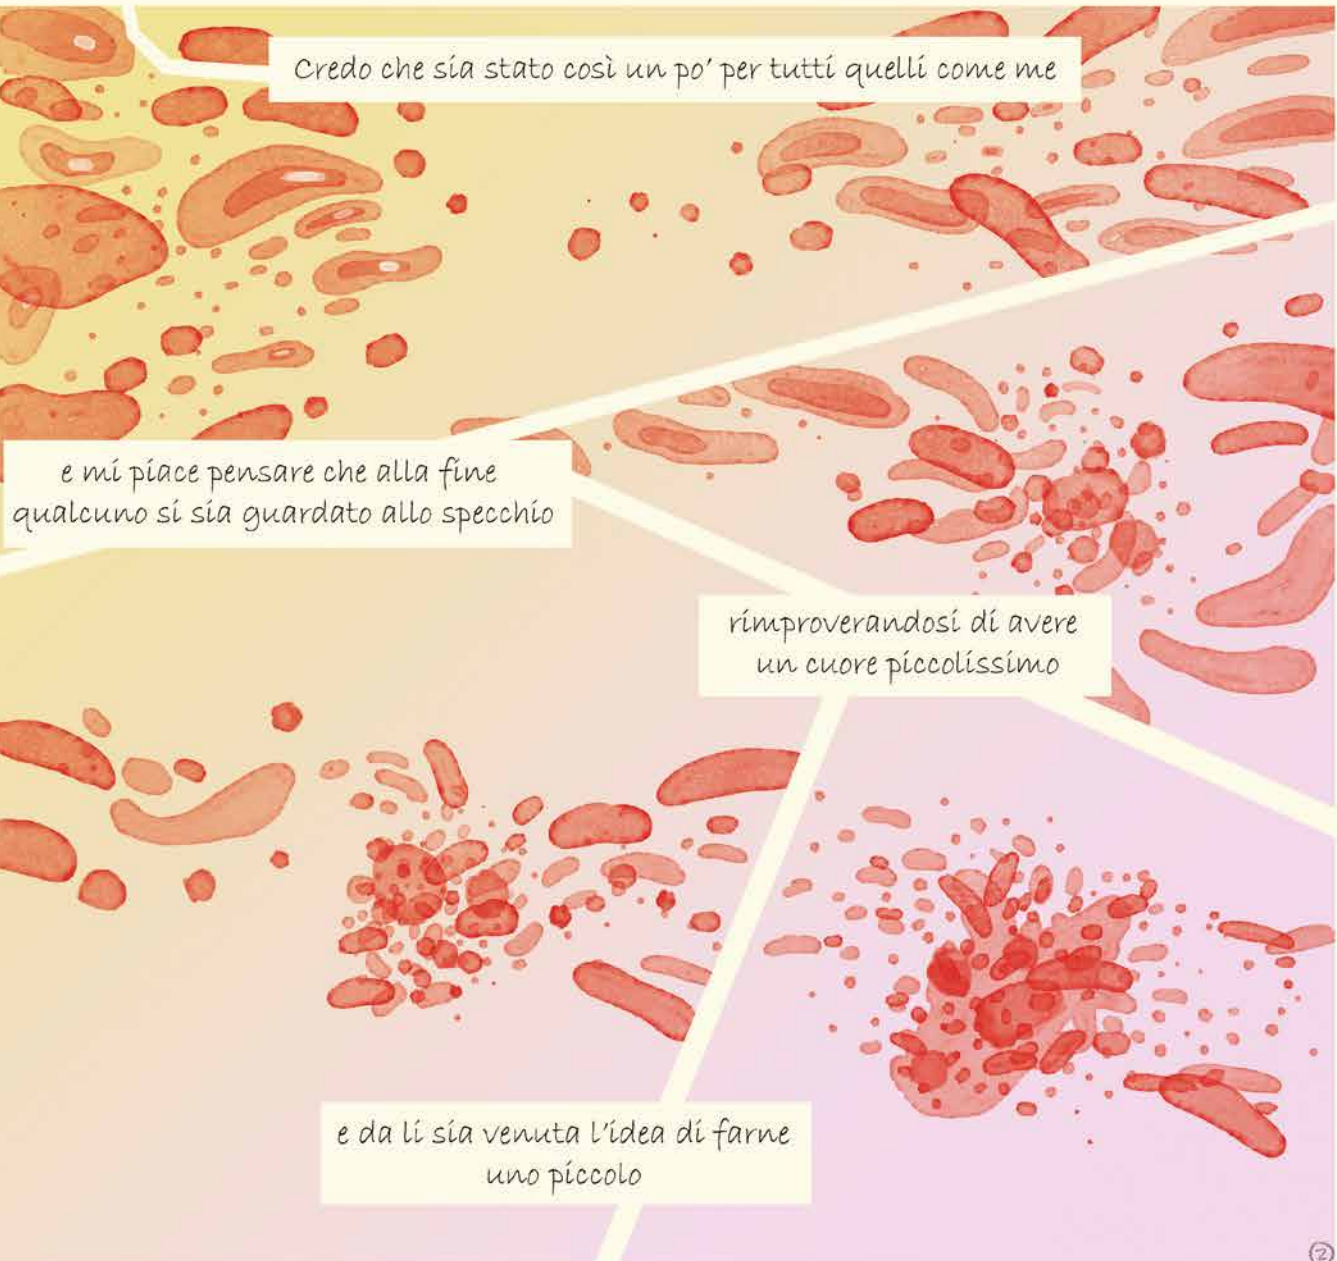 Credo che sia stato così un po' per tutti quelli come me
e mi piace pensare che alla fine
qualcuno si sia guardato allo specchio
rimproverandosi di avere
un cuore piccolissimo
e da lì sia venuta l'idea di farne
uno piccolo
2